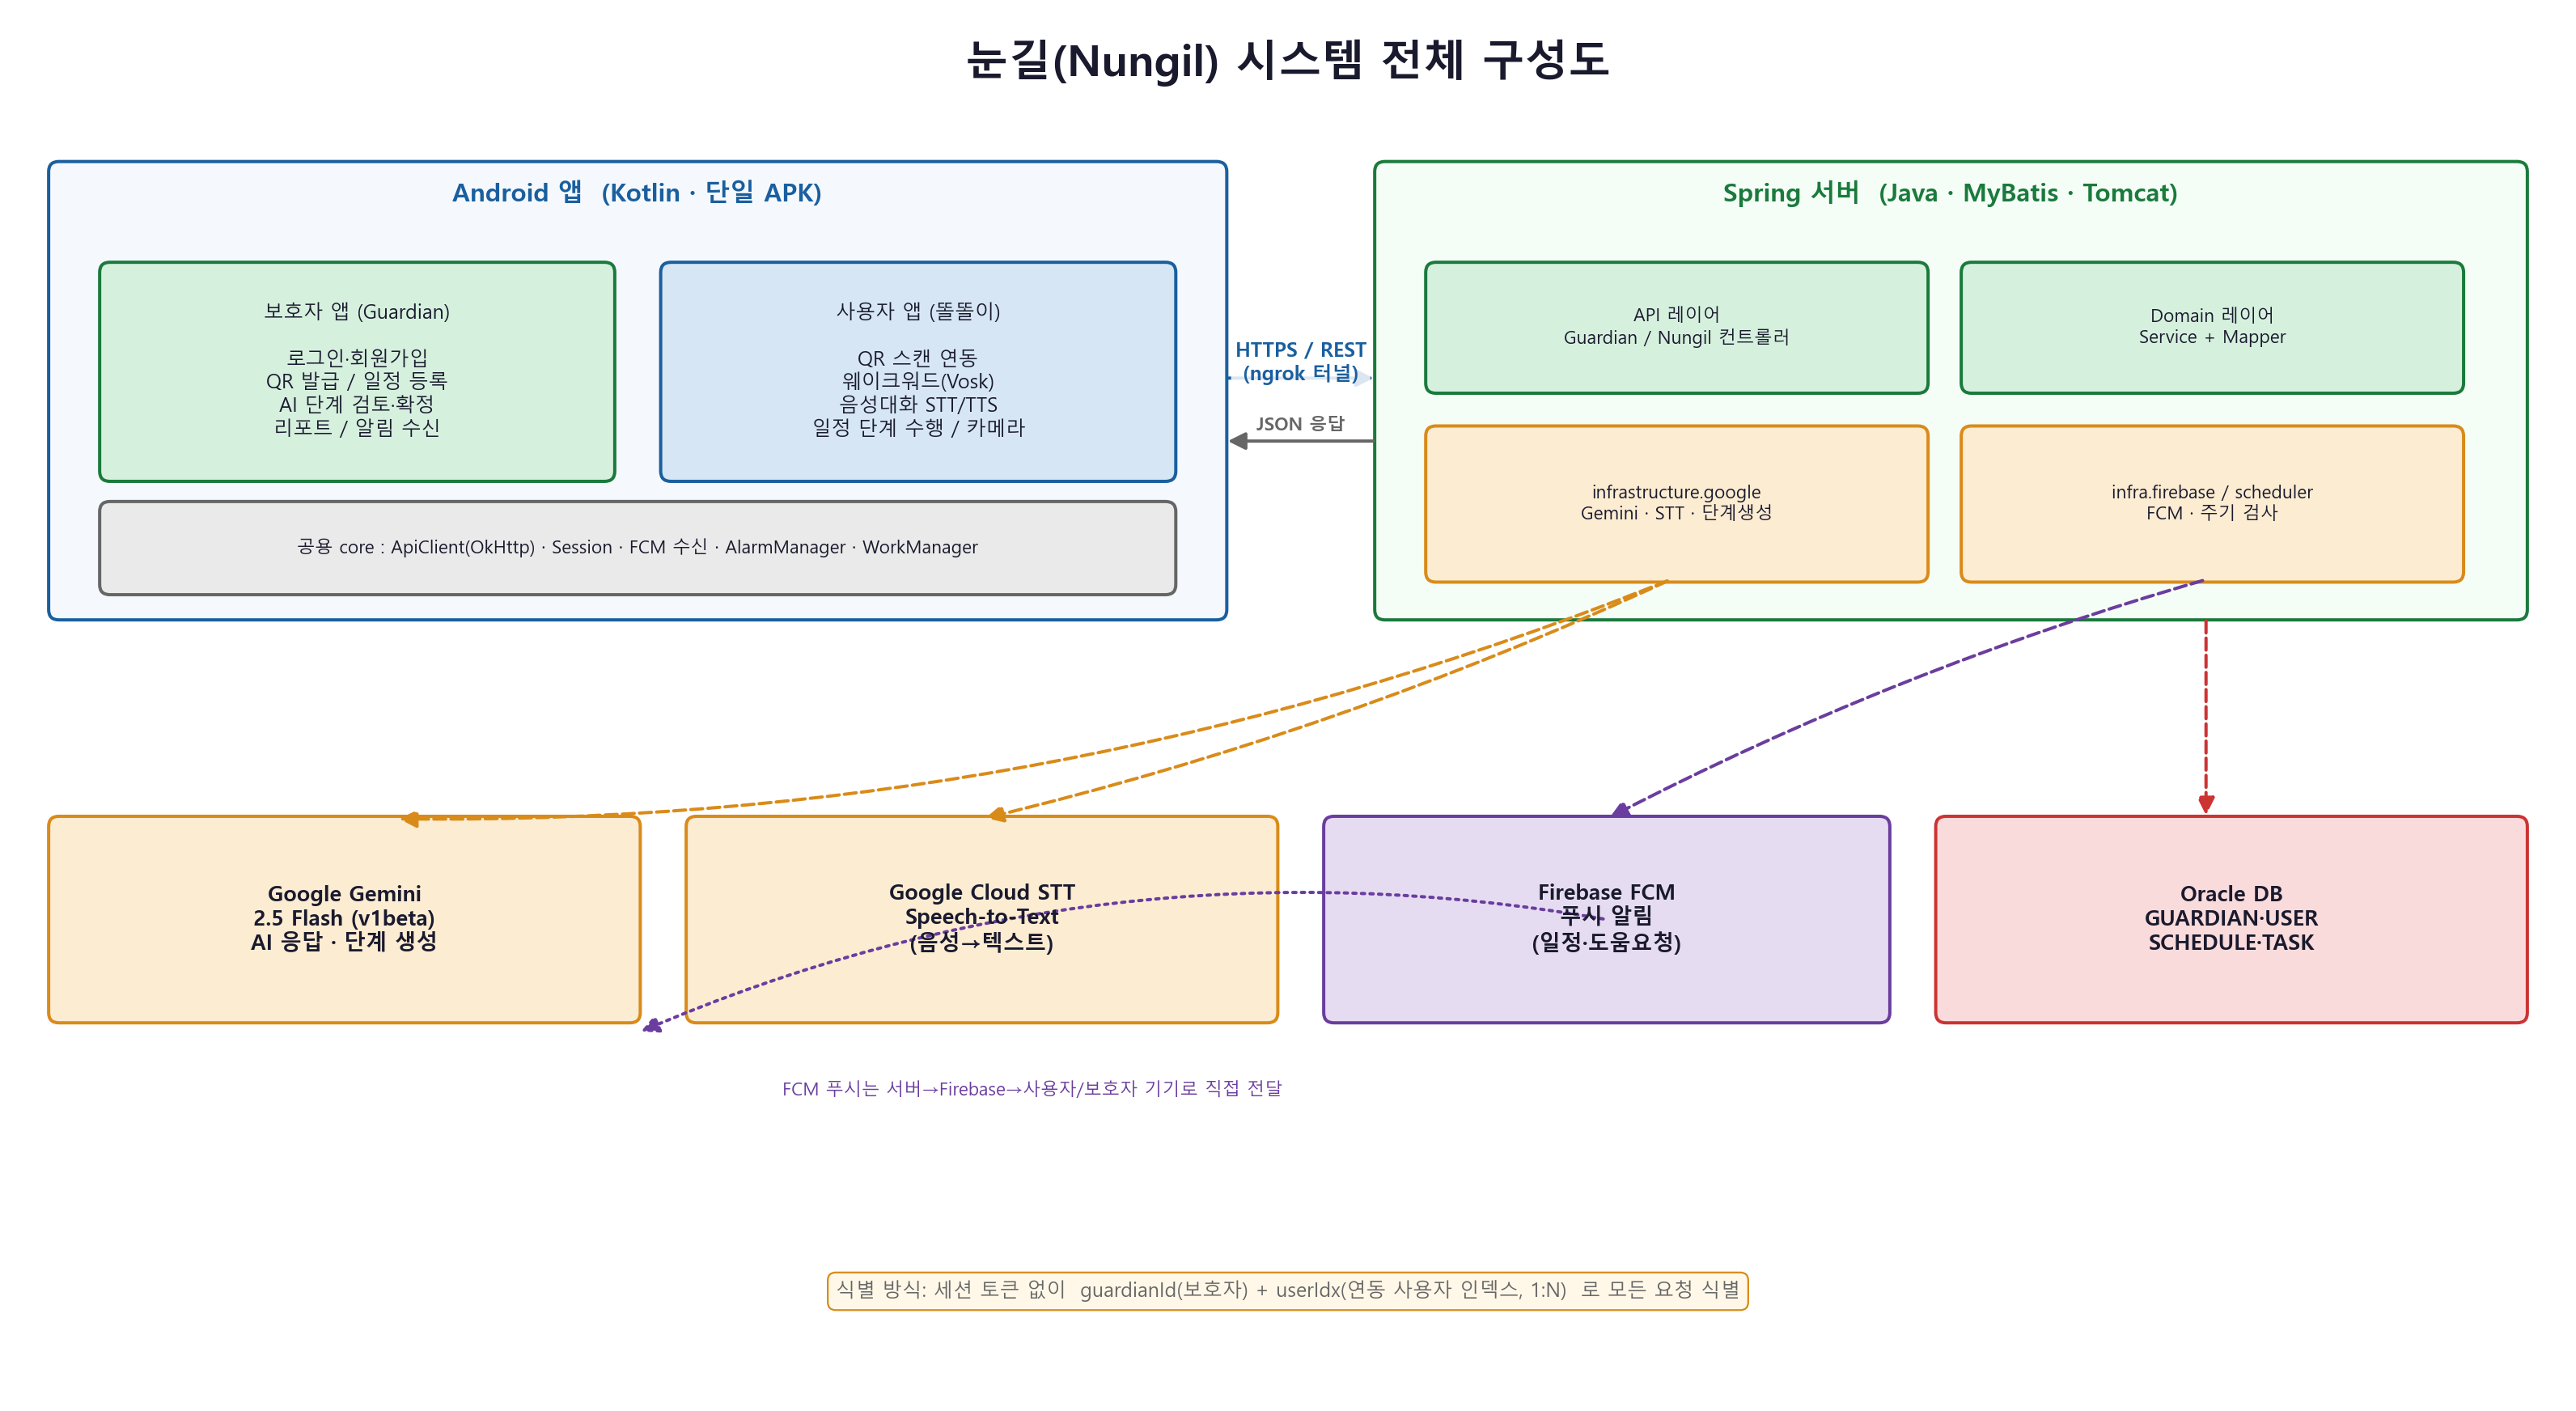 눈길(Nungil) 시스템 전체 구성도
Android 앱 (Kotlin · 단일 APK)
보호자 앱 (Guardian)
로그인·회원가입
QR 발급 / 일정 등록
AI 단계 검토·확정
리포트 / 알림 수신
사용자 앱 (똘똘이)
QR 스캔 연동
웨이크워드(Vosk)
음성대화 STT/TTS
일정 단계 수행 / 카메라
공용 core : ApiClient(OkHttp) · Session · FCM 수신 · AlarmManager · WorkManager
HTTPS / REST
(ngrok 터널)
JSON 응답
Spring 서버 (Java · MyBatis · Tomcat)
API 레이어
Guardian / Nungil 컨트롤러
Domain 레이어
Service + Mapper
infrastructure.google
Gemini · STT · 단계생성
infra.firebase / scheduler
FCM · 주기 검사
Google Gemini
2.5 Flash (v1beta)
AI 응답 · 단계 생성
Google Cloud STT
Speech-to-Text
(음성→텍스트)
Firebase FCM
푸시 알림
(일정·도움요청)
Oracle DB
GUARDIAN·USER
SCHEDULE·TASK
FCM 푸시는 서버→Firebase→사용자/보호자 기기로 직접 전달
식별 방식: 세션 토큰 없이 guardianId(보호자) + userIdx(연동 사용자 인덱스, 1:N) 로 모든 요청 식별